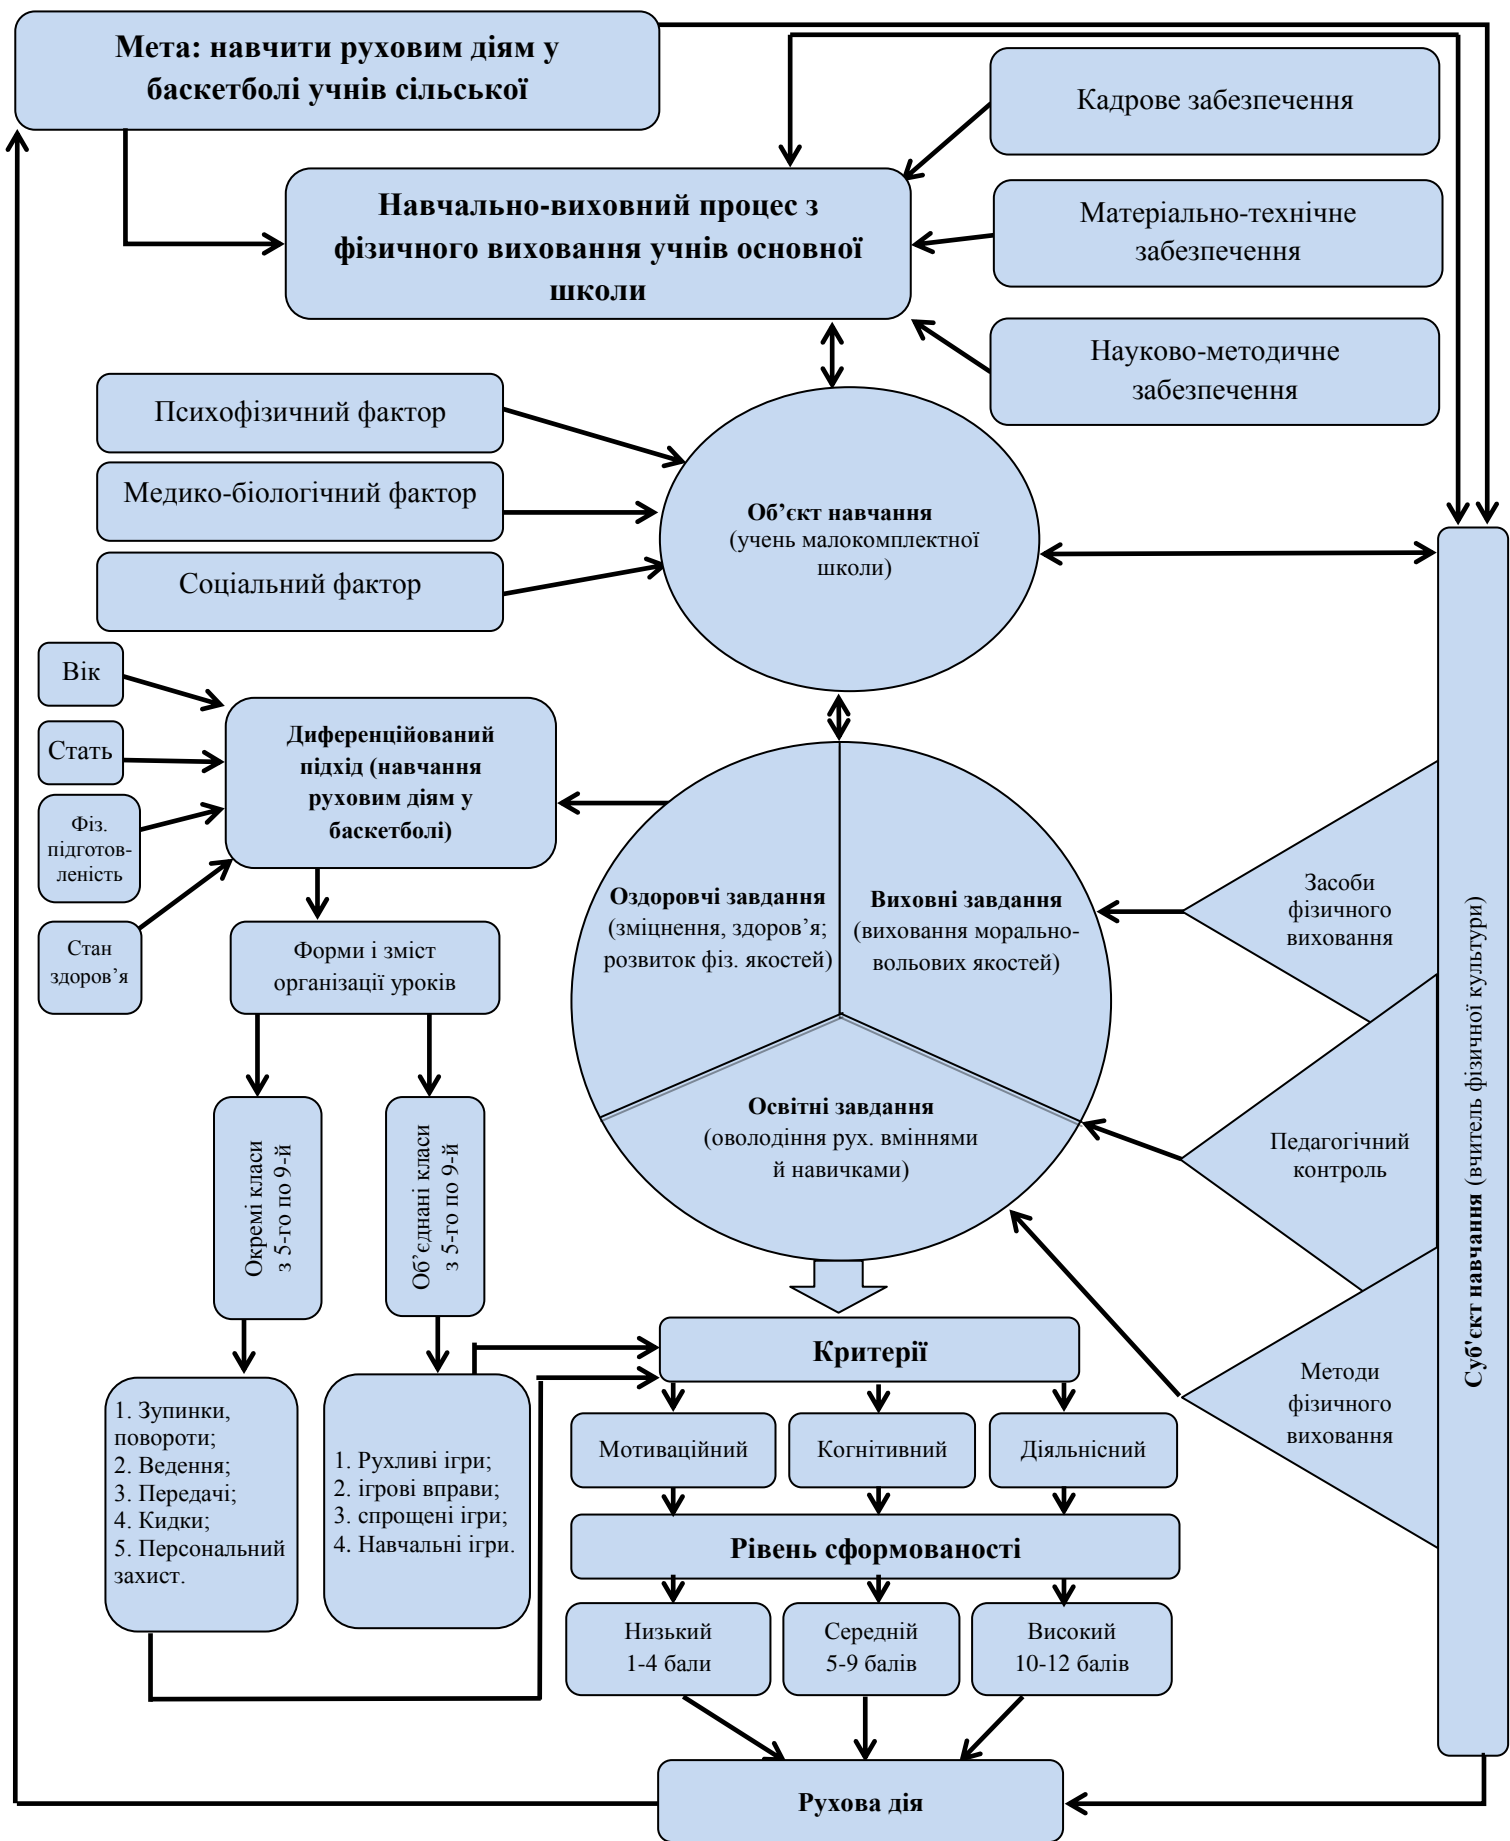 Мета: навчити руховим діям у
баскетболі учнів сільської
Кадрове забезпечення
Навчально-виховний процес з
фізичного виховання учнів основної
школи
Матеріально-технічне
забезпечення
Науково-методичне
забезпечення
Психофізичний фактор
Медико-біологічний фактор
Соціальний фактор
Об’єкт навчання
(учень малокомплектної
школи)
Вік
Стать
Фіз.
підготов-
леність
Стан
здоров’я
Диференційований
підхід (навчання
руховим діям у
баскетболі)
Форми і зміст
організації уроків
Оздоровчі завдання
(зміцнення, здоров’я;
розвиток фіз. якостей)
Виховні завдання
(виховання морально-
вольових якостей)
Освітні завдання
(оволодіння рух. вміннями
й навичками)
Засоби
фізичного
виховання
Педагогічний
контроль
Методи
фізичного
виховання
Суб'єкт навчання (вчитель фізичної культури)
Окремі класи
з 5-го по 9-й
Об’єднані класи
з 5-го по 9-й
1. Зупинки,
повороти;
2. Ведення;
3. Передачі;
4. Кидки;
5. Персональний
захист.
1. Рухливі ігри;
2. ігрові вправи;
3. спрощені ігри;
4. Навчальні ігри.
Критерії
Мотиваційний
Когнітивний
Діяльнісний
Рівень сформованості
Низький
1-4 бали
Середній
5-9 балів
Високий
10-12 балів
Рухова дія